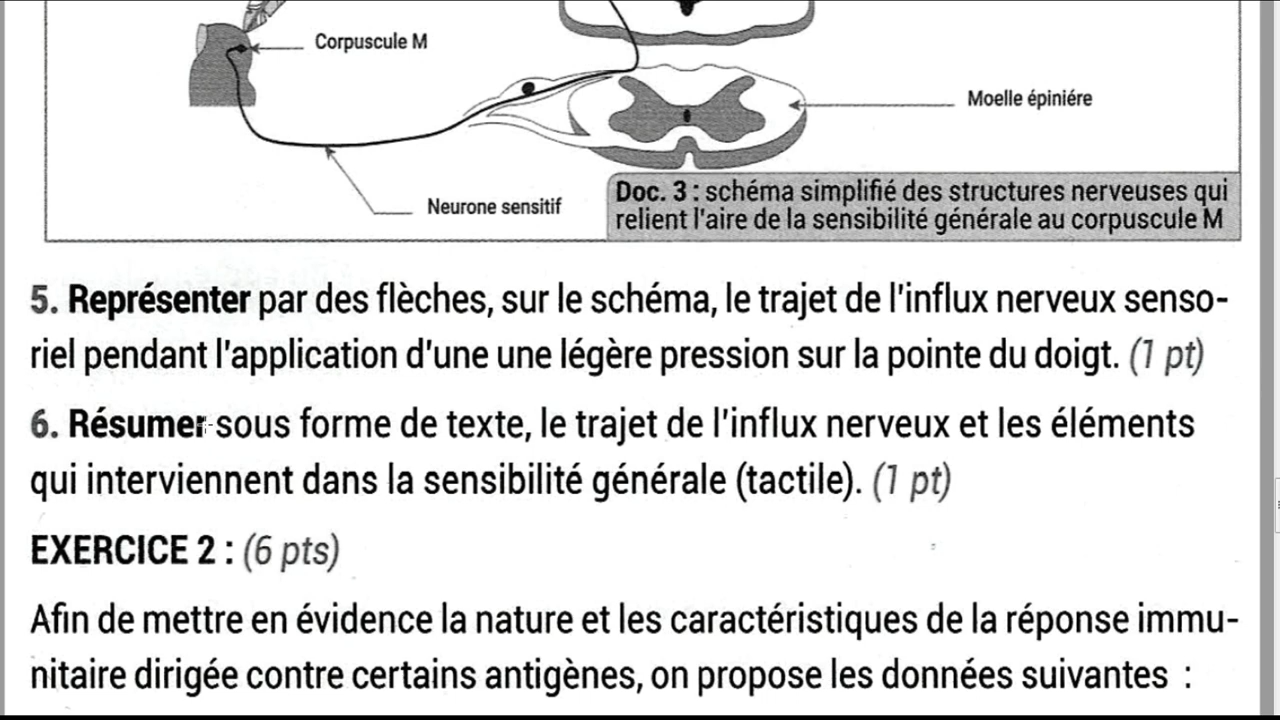 Corpuscule M
Moelle épiniére
Neurone sensitif
Doc. 3 : schéma simplifié des structures nerveuses qui
relient l'aire de la sensibilité générale au corpuscule M
5. Représenter par des flèches, sur le schéma, le trajet de l'influx nerveux senso-
riel pendant l'application d'une une légère pression sur la pointe du doigt. (1 pt)
6. Résumer sous forme de texte, le trajet de l'influx nerveux et les éléments
qui interviennent dans la sensibilité générale (tactile). (1 pt)
EXERCICE 2 : (6 pts)
Afin de mettre en évidence la nature et les caractéristiques de la réponse immu-
nitaire dirigée contre certains antigènes, on propose les données suivantes :